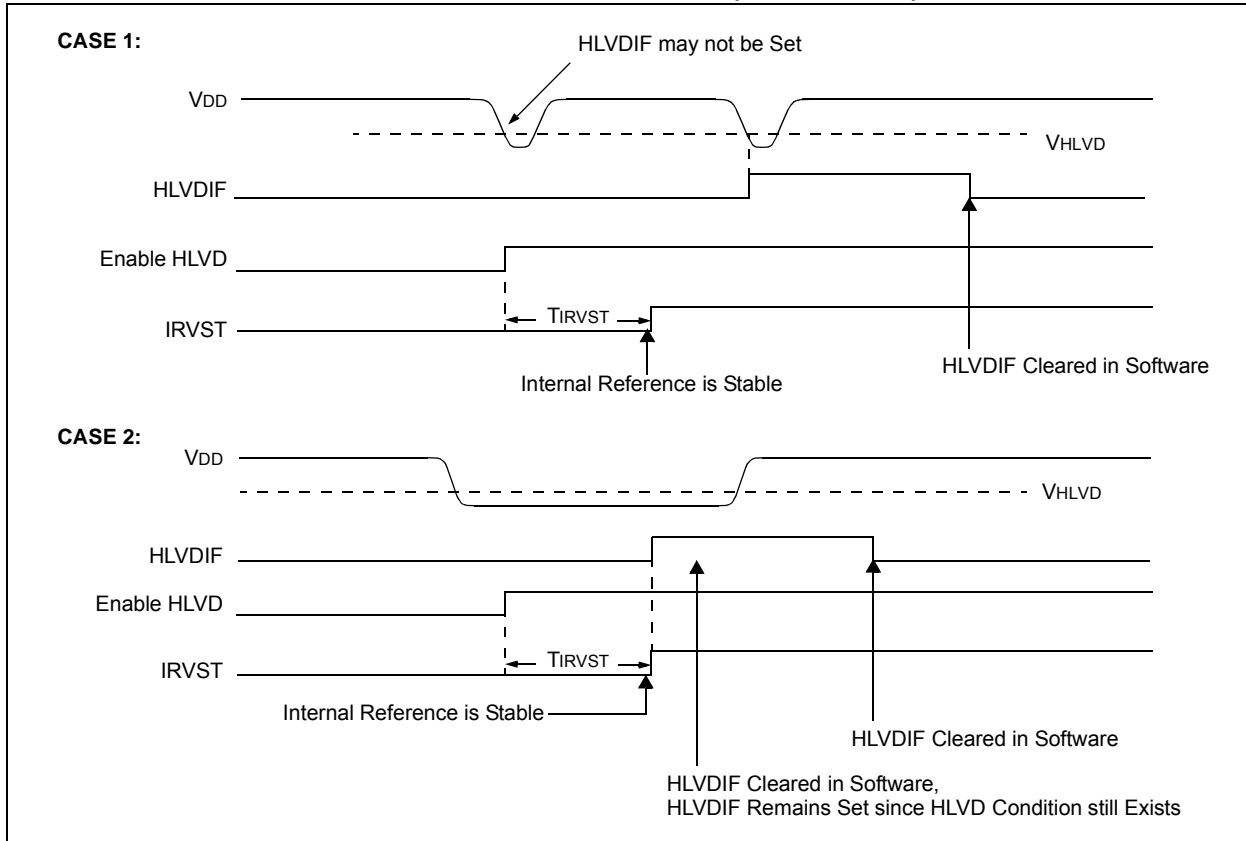 CASE 1:
HLVDIF may not be Set
VDD
VHLVD
HLVDIF
Enable HLVD
TIRVST
IRVST
Internal Reference is Stable
HLVDIF Cleared in Software
CASE 2:
VDD
VHLVD
HLVDIF
Enable HLVD
TIRVST
IRVST
Internal Reference is Stable
HLVDIF Cleared in Software
HLVDIF Cleared in Software,
HLVDIF Remains Set since HLVD Condition still Exists